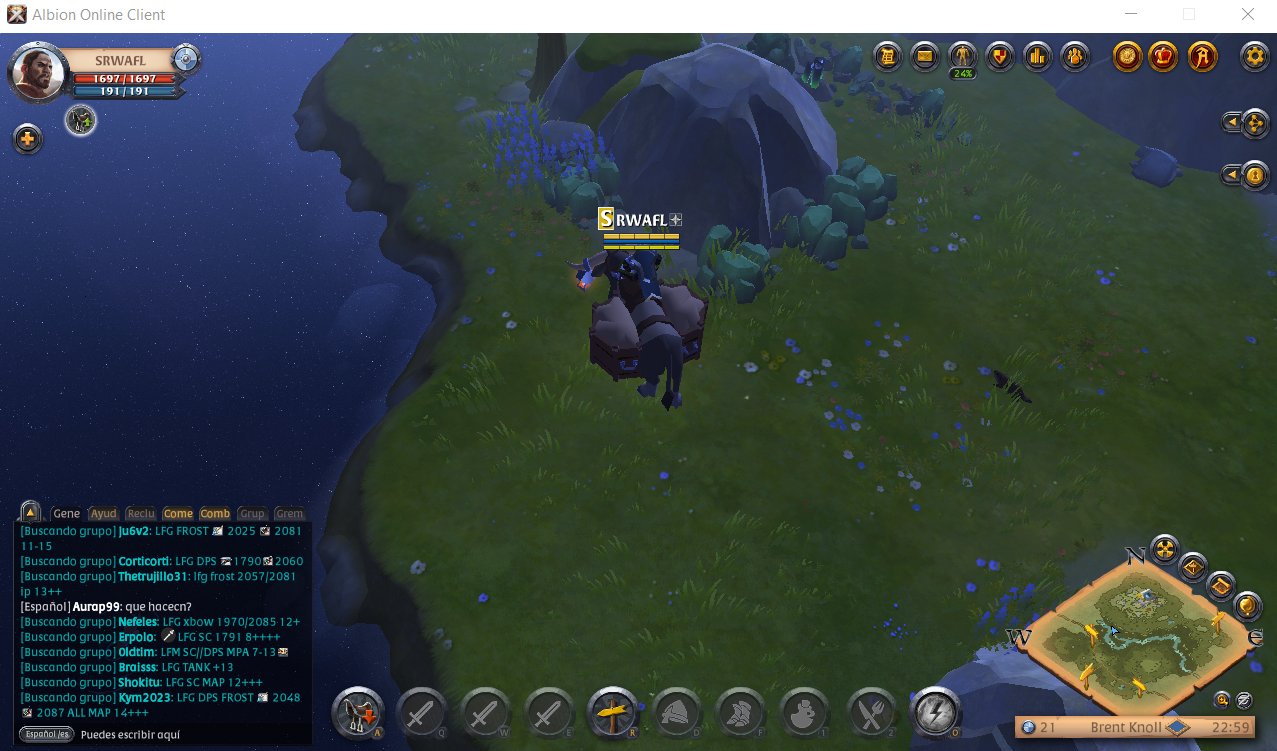 Albion Online Client
SRWAFL
1697 / 1697
191 / 191
24%
SRWAFL
Gene Ayud Reclu Come Comb Grup Grem
[Buscando grupo] Ju6v2: LFG FROST 2025 2081
11-15
[Buscando grupo] Corticorti: LFG DPS 1790 2060
[Buscando grupo] Thetrujillo31: lfg frost 2057/2081
ip 13++
[Español] Aurap99: que hacecn?
[Buscando grupo] Nefeles: LFG xbow 1970/2085 12+
[Buscando grupo] Erpolo: LFG SC 1791 8++++
[Buscando grupo] Oldtim: LFM SC//DPS MPA 7-13
[Buscando grupo] Braisss: LFG TANK +13
[Buscando grupo] Shokitu: LFG SC MAP 12+++
[Buscando grupo] Kym2023: LFG DPS FROST 2048
2087 ALL MAP 14+++
Español /es Puedes escribir aquí
A Q W E R D F I 2 O
N
W E
21 Brent Knoll 22:59